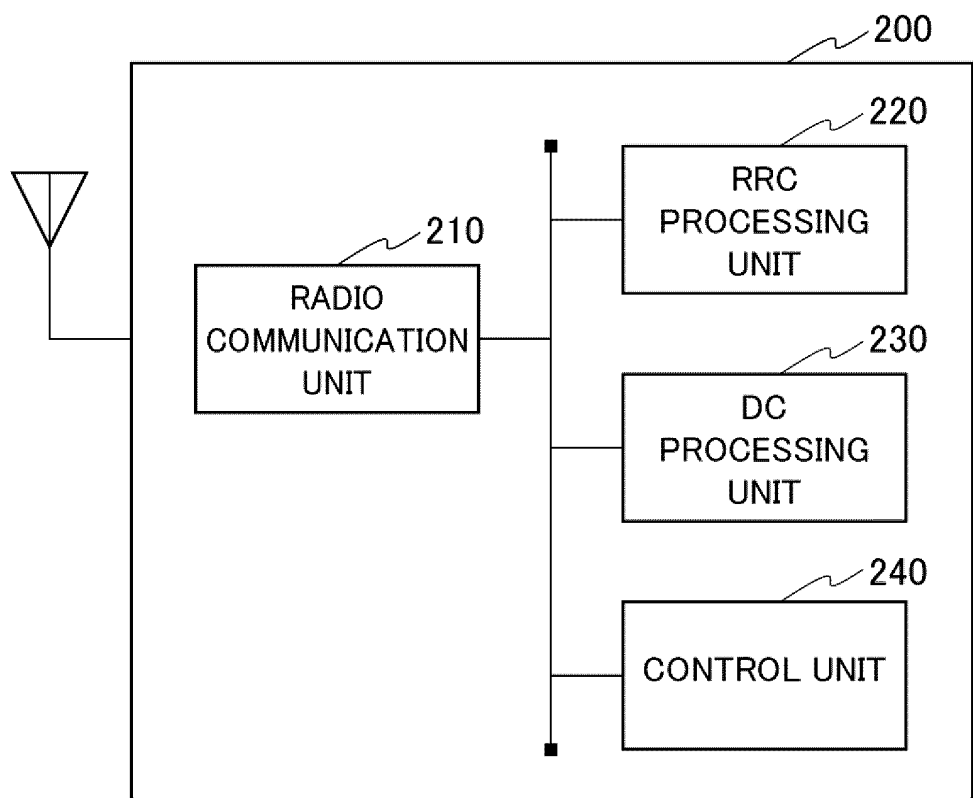 200
220
RRC
PROCESSING
UNIT
210
RADIO
COMMUNICATION
UNIT
230
DC
PROCESSING
UNIT
240
CONTROL UNIT